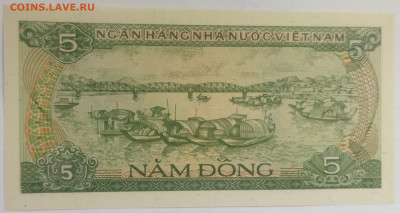 COINS.LAVE.RU
5 NGÂN HÀNG NHÀ NƯỚC VIỆT NAM 5
5 NĂM ĐỒNG 5